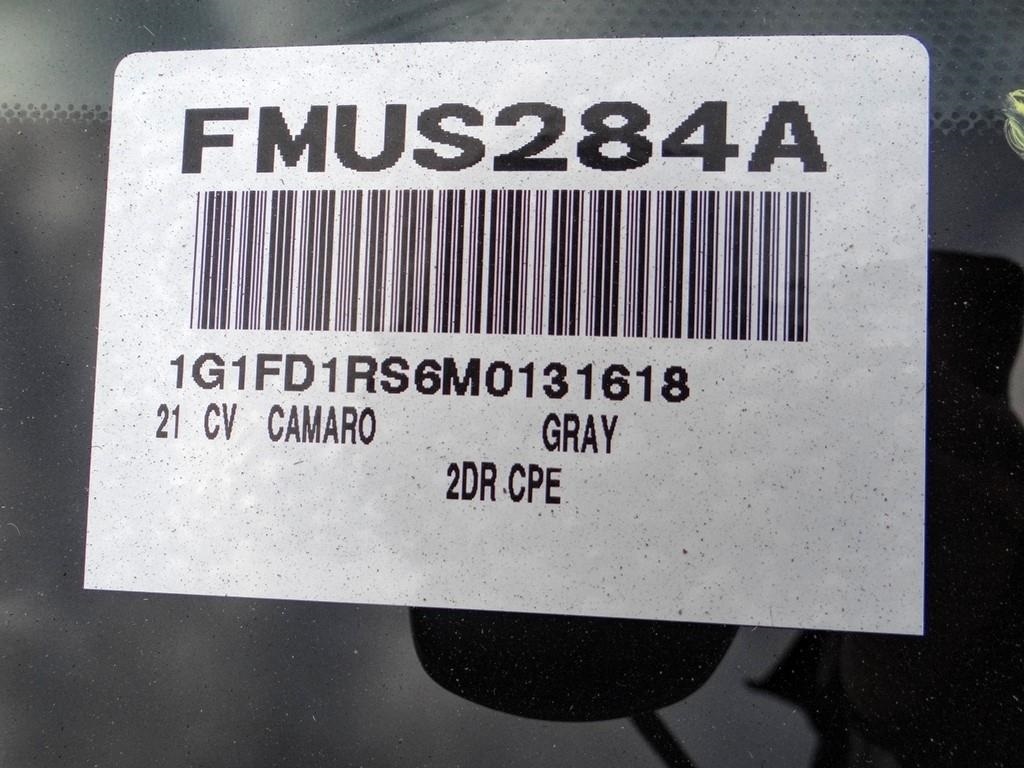 FMUS284A
1G1FD1RS6M0131618
21 CV CAMARO GRAY
2DR CPE